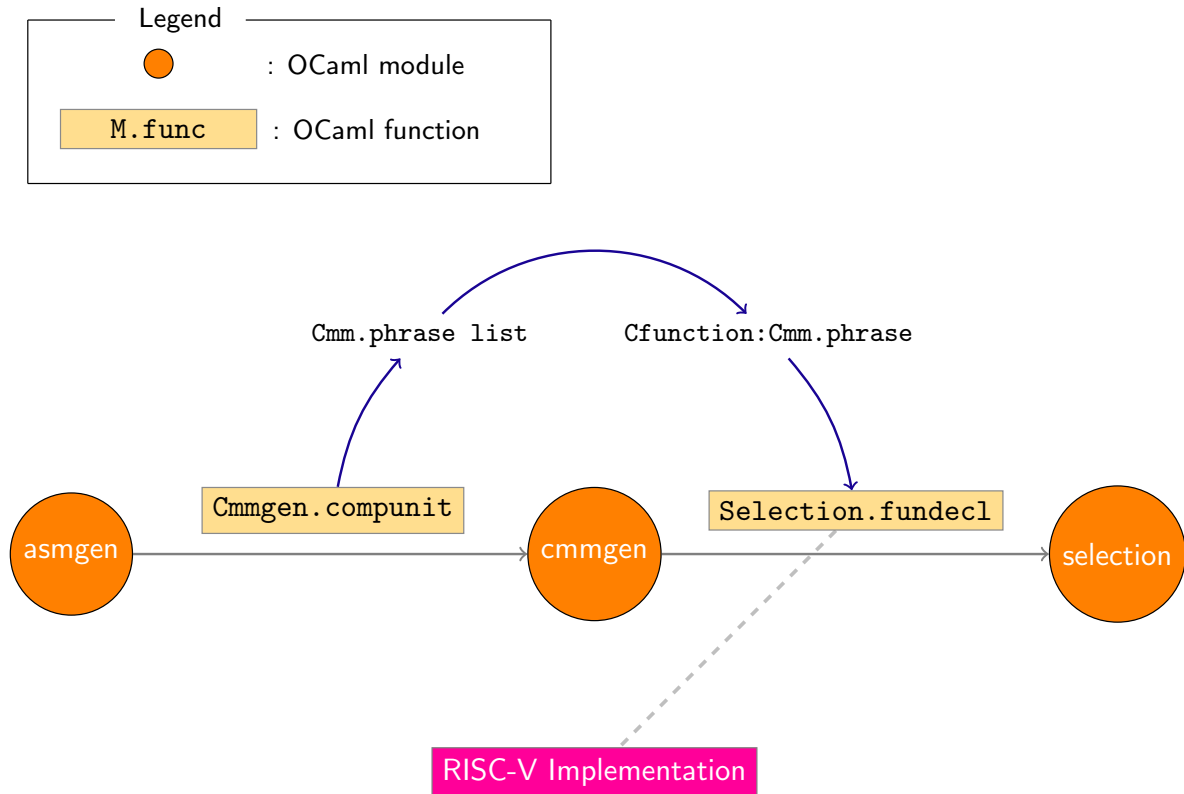 Legend
: OCaml module
M.func : OCaml function
Cmm.phrase list Cfunction:Cmm.phrase
Cmmgen.compunit Selection.fundecl
asmgen cmmgen selection
RISC-V Implementation